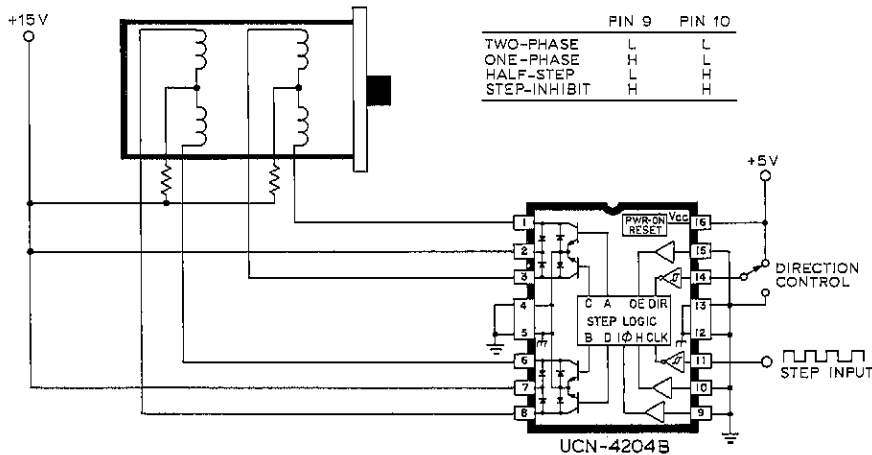 +15V
PIN 9 PIN 10
TWO-PHASE L L
ONE-PHASE H L
HALF-STEP L H
STEP-INHIBIT H H
+5V
1
2
3
4
5
6
7
8
PWR-ON
RESET
VCC
C A OE DIR
STEP LOGIC
B D IØ H CLK
16
15
14
13
12
11
10
9
DIRECTION
CONTROL
STEP INPUT
UCN-4204B